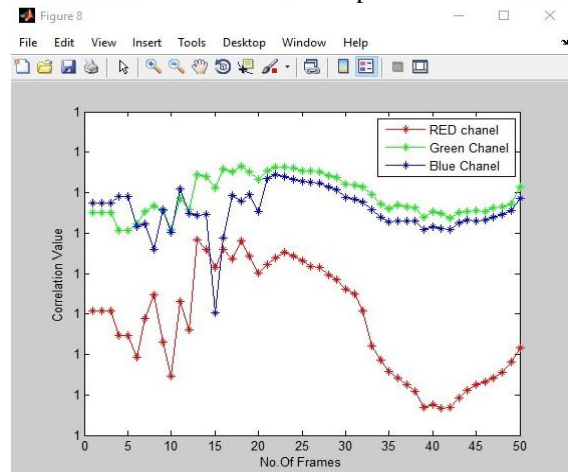 Figure 8
File Edit View Insert Tools Desktop Window Help
1
1
1
1
1
1
1
1
1
Correlation Value
RED chanel
Green Chanel
Blue Chanel
0 5 10 15 20 25 30 35 40 45 50
No.Of Frames